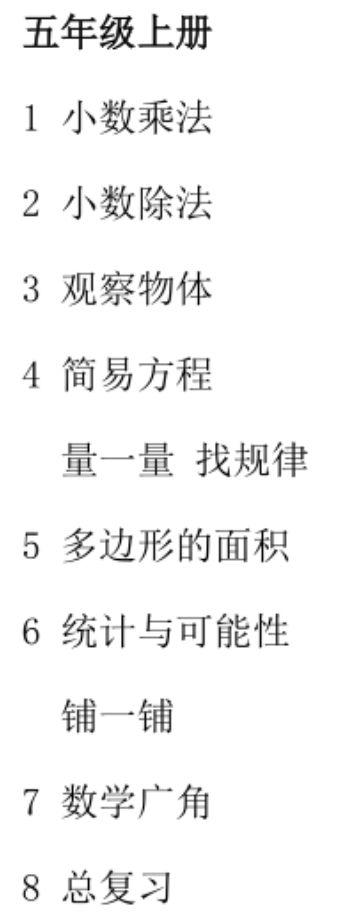 五年级上册
1 小数乘法
2 小数除法
3 观察物体
4 简易方程
量一量 找规律
5 多边形的面积
6 统计与可能性
铺一铺
7 数学广角
8 总复习